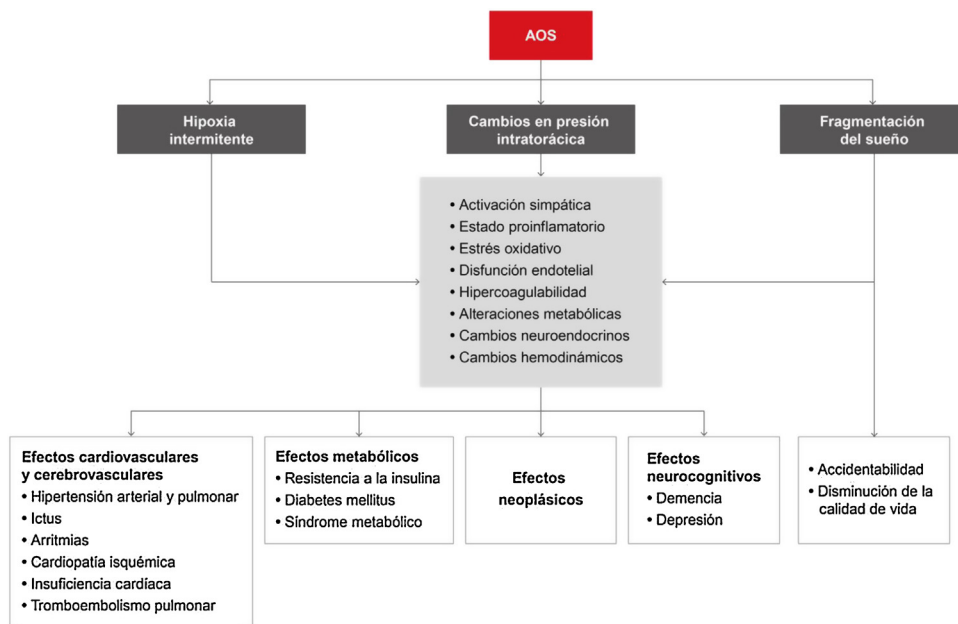 AOS
Hipoxia
intermitente
Cambios en presión
intratorácica
Fragmentación
del sueño
• Activación simpática
• Estado proinflamatorio
• Estrés oxidativo
• Disfunción endotelial
• Hipercoagulabilidad
• Alteraciones metabólicas
• Cambios neuroendocrinos
• Cambios hemodinámicos
Efectos cardiovasculares
y cerebrovasculares
• Hipertensión arterial y pulmonar
• Ictus
• Arritmias
• Cardiopatía isquémica
• Insuficiencia cardíaca
• Tromboembolismo pulmonar
Efectos metabólicos
• Resistencia a la insulina
• Diabetes mellitus
• Síndrome metabólico
Efectos
neoplásicos
Efectos
neurocognitivos
• Demencia
• Depresión
• Accidentabilidad
• Disminución de la
calidad de vida